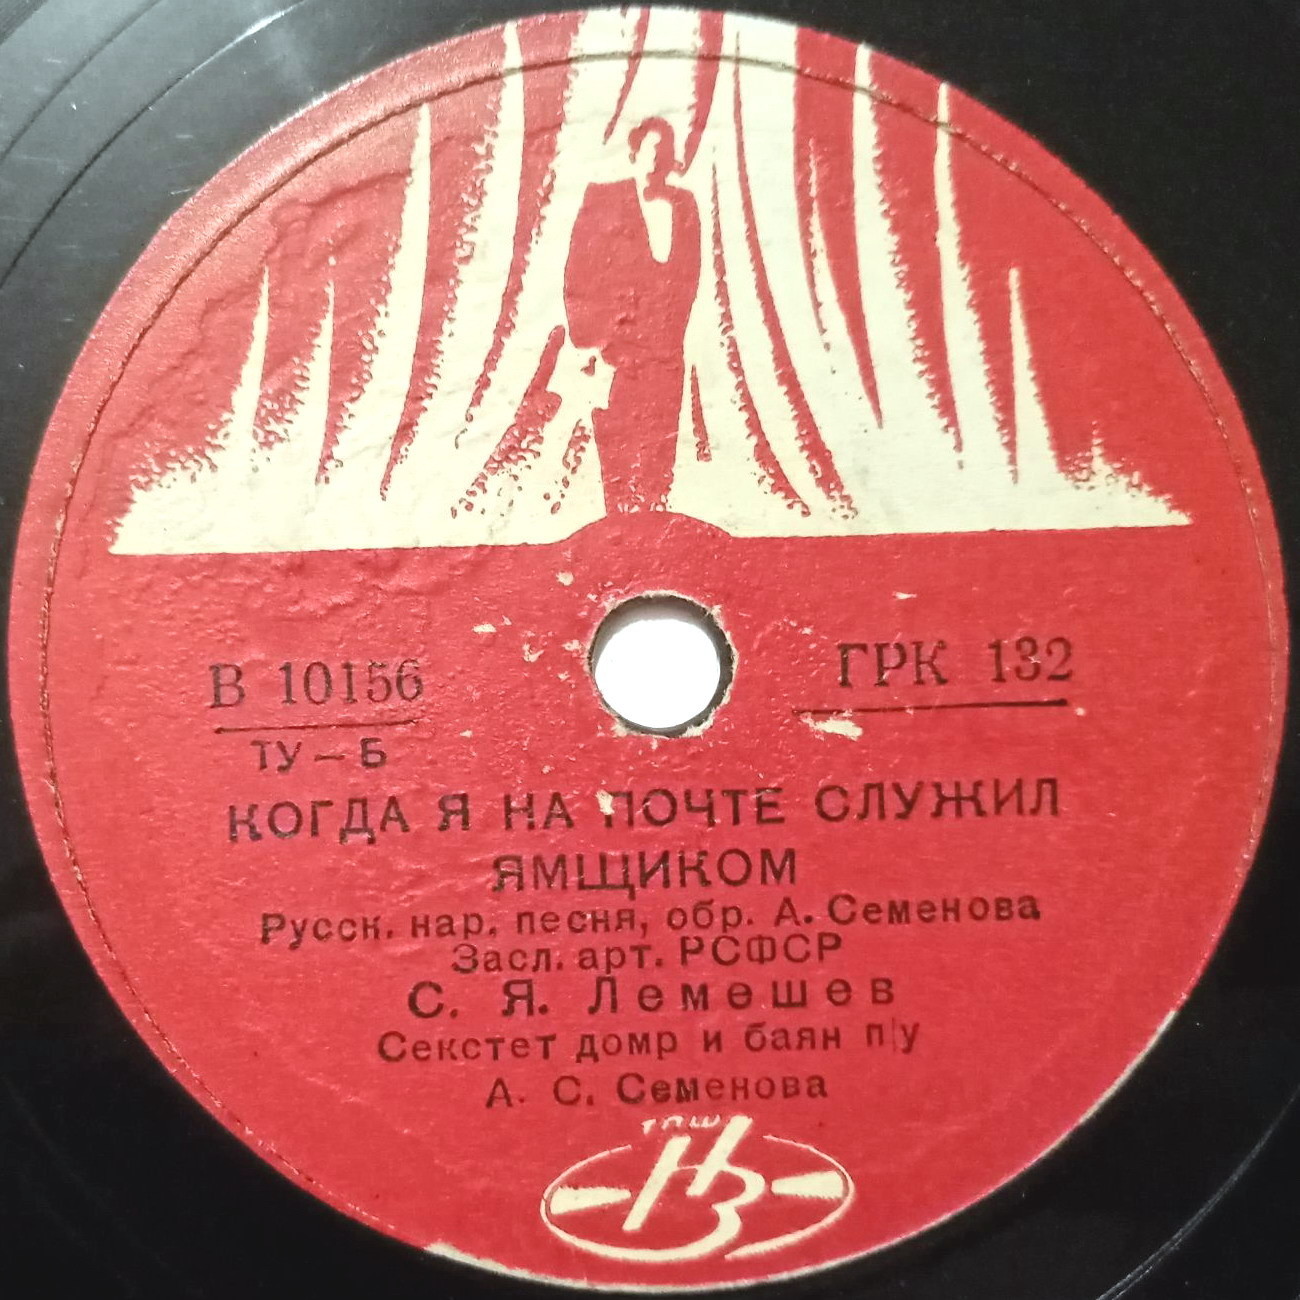 В 10156
ГРК 132
ТУ – Б
КОГДА Я НА ПОЧТЕ СЛУЖИЛ
ЯМЩИКОМ
Русск. нар. песня, обр. А. Семенова
Засл. арт. РСФСР
С. Я. Лемешев
Секстет домр и баян п/у
А. С. Семенова
ТАШ